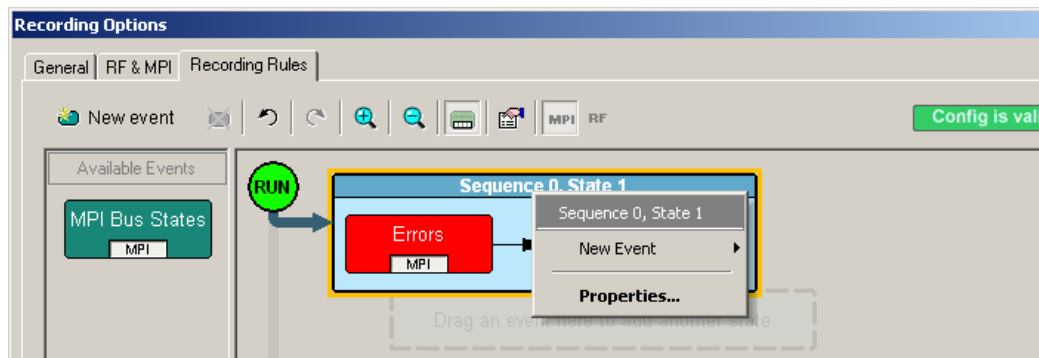 Recording Options
General RF & MPI Recording Rules
New event MPI RF Config is vali
Available Events
MPI Bus States
MPI
RUN
Sequence 0, State 1
Errors
MPI
Sequence 0, State 1
New Event
Properties...
Drag an event here to add another state